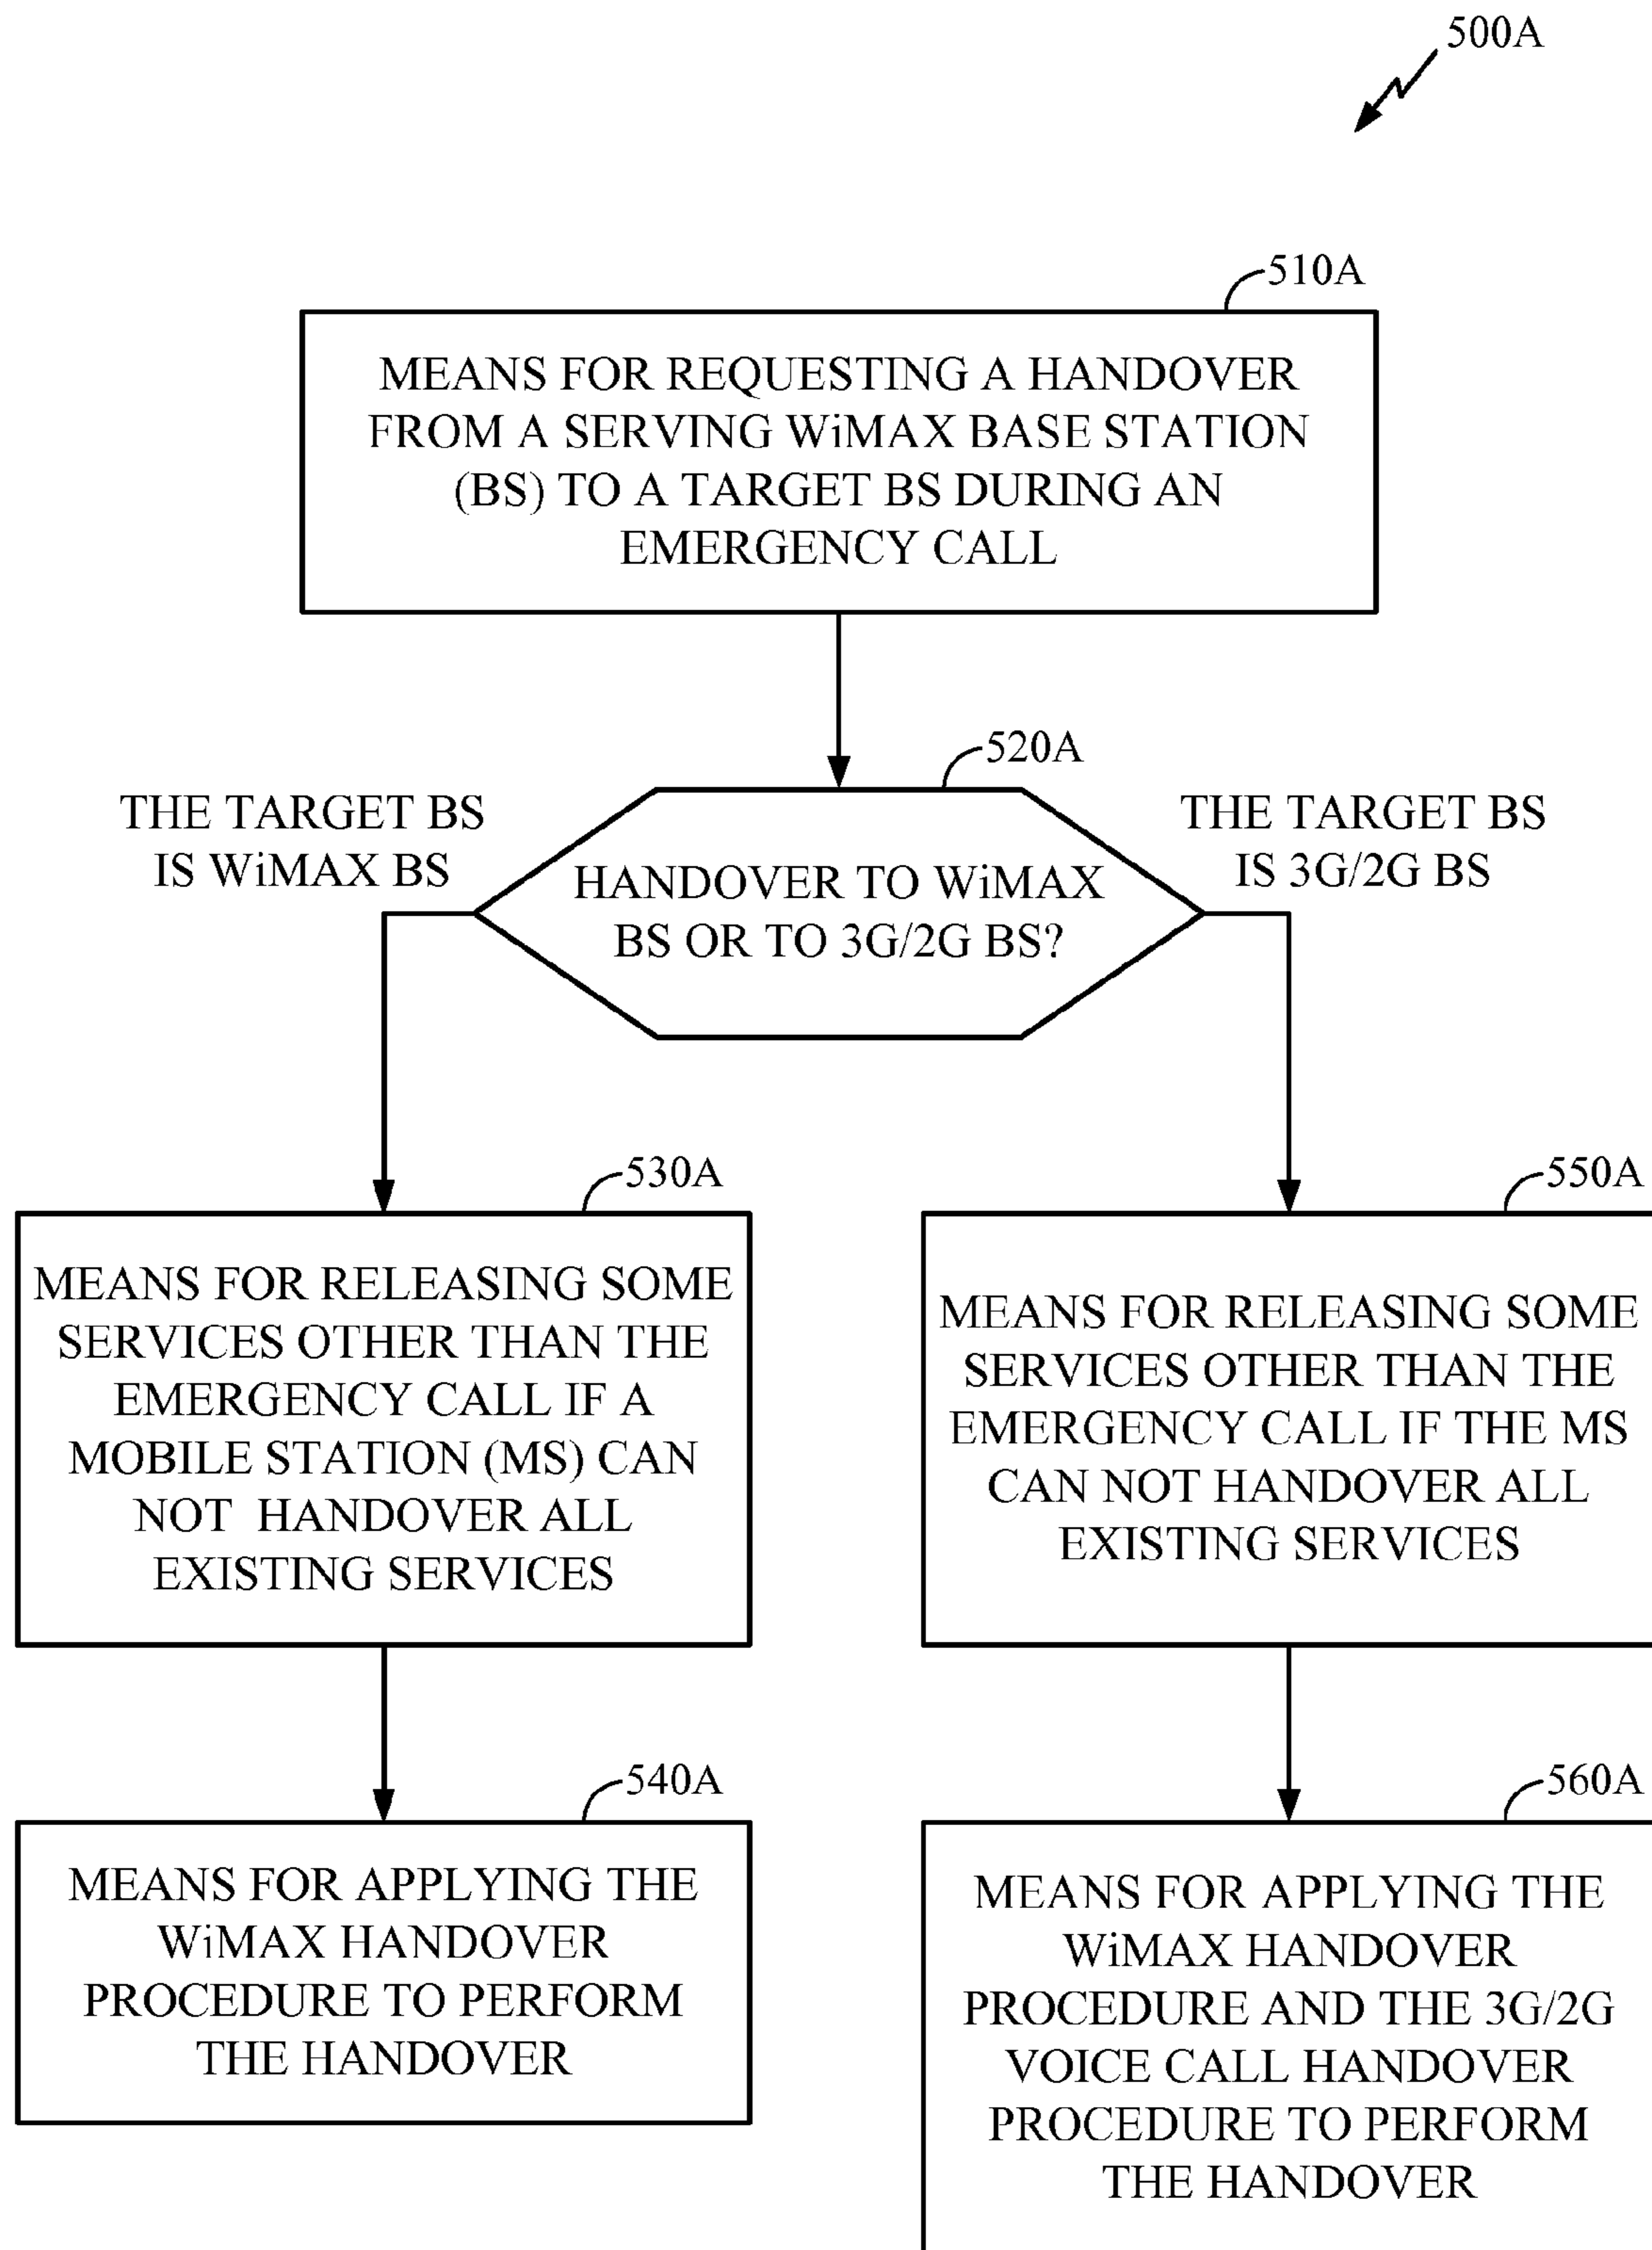 500A
510A
MEANS FOR REQUESTING A HANDOVER
FROM A SERVING WiMAX BASE STATION
(BS) TO A TARGET BS DURING AN
EMERGENCY CALL
520A
THE TARGET BS
IS WiMAX BS
HANDOVER TO WiMAX
BS OR TO 3G/2G BS?
THE TARGET BS
IS 3G/2G BS
530A
MEANS FOR RELEASING SOME
SERVICES OTHER THAN THE
EMERGENCY CALL IF A
MOBILE STATION (MS) CAN
NOT HANDOVER ALL
EXISTING SERVICES
550A
MEANS FOR RELEASING SOME
SERVICES OTHER THAN THE
EMERGENCY CALL IF THE MS
CAN NOT HANDOVER ALL
EXISTING SERVICES
540A
MEANS FOR APPLYING THE
WiMAX HANDOVER
PROCEDURE TO PERFORM
THE HANDOVER
560A
MEANS FOR APPLYING THE
WiMAX HANDOVER
PROCEDURE AND THE 3G/2G
VOICE CALL HANDOVER
PROCEDURE TO PERFORM
THE HANDOVER